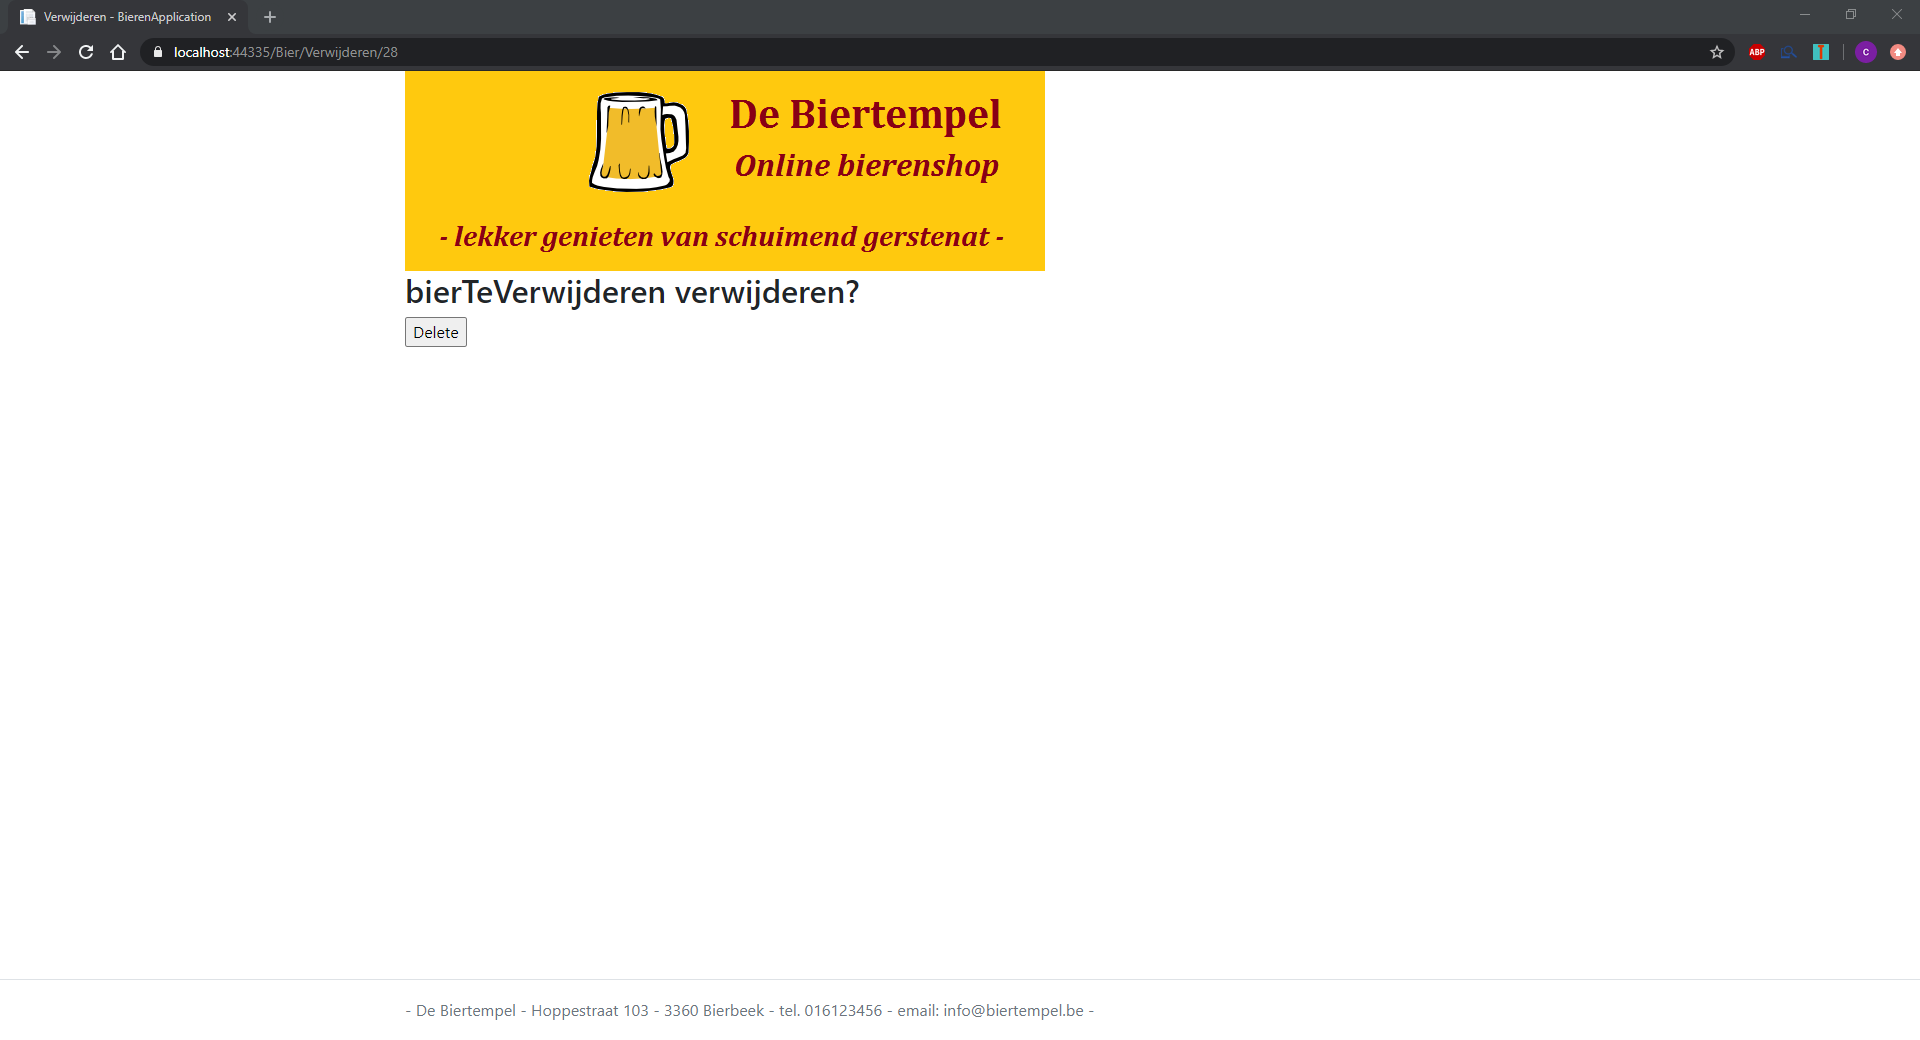 Verwijderen - BierenApplication
localhost:44335/Bier/Verwijderen/28
ABP
T
C
De Biertempel
Online bierenshop
- lekker genieten van schuimend gerstenat -
bierTeVerwijderen verwijderen?
Delete
- De Biertempel - Hoppestraat 103 - 3360 Bierbeek - tel. 016123456 - email: info@biertempel.be -